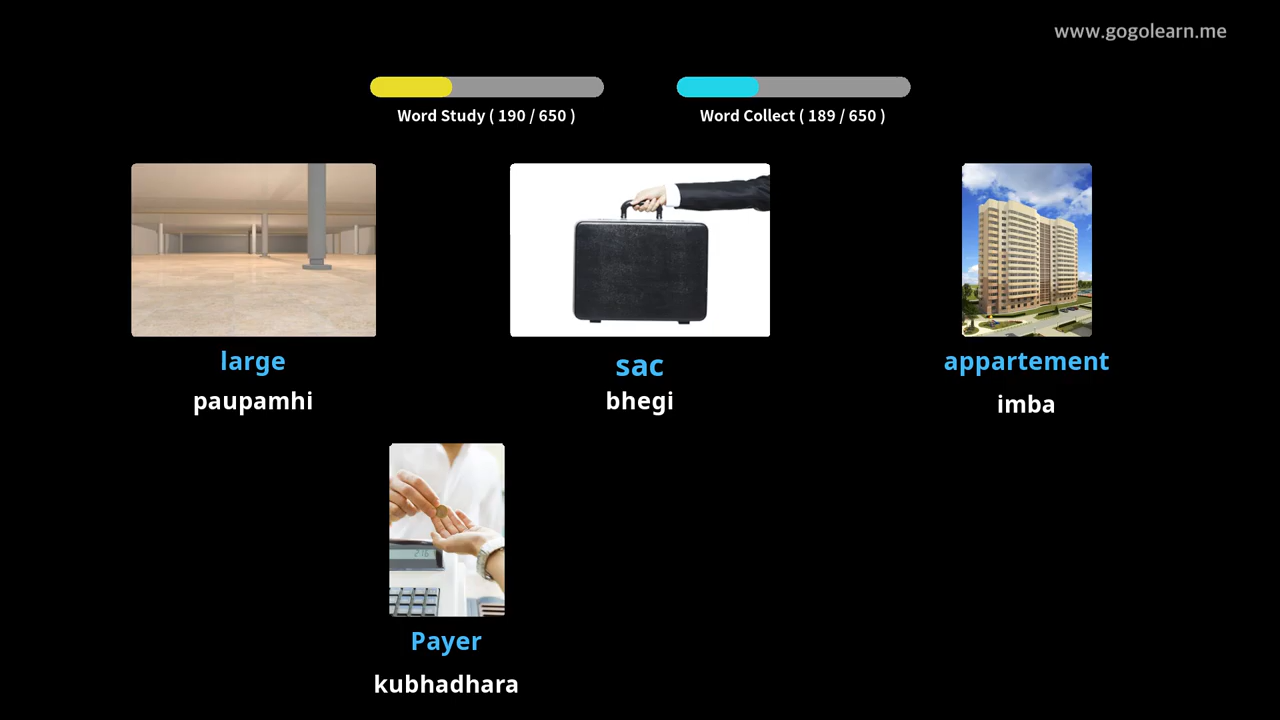 www.gogolearn.me
Word Study ( 190 / 650 )
Word Collect ( 189 / 650 )
large
sac
appartement
paupamhi
bhegi
imba
Payer
kubhadhara